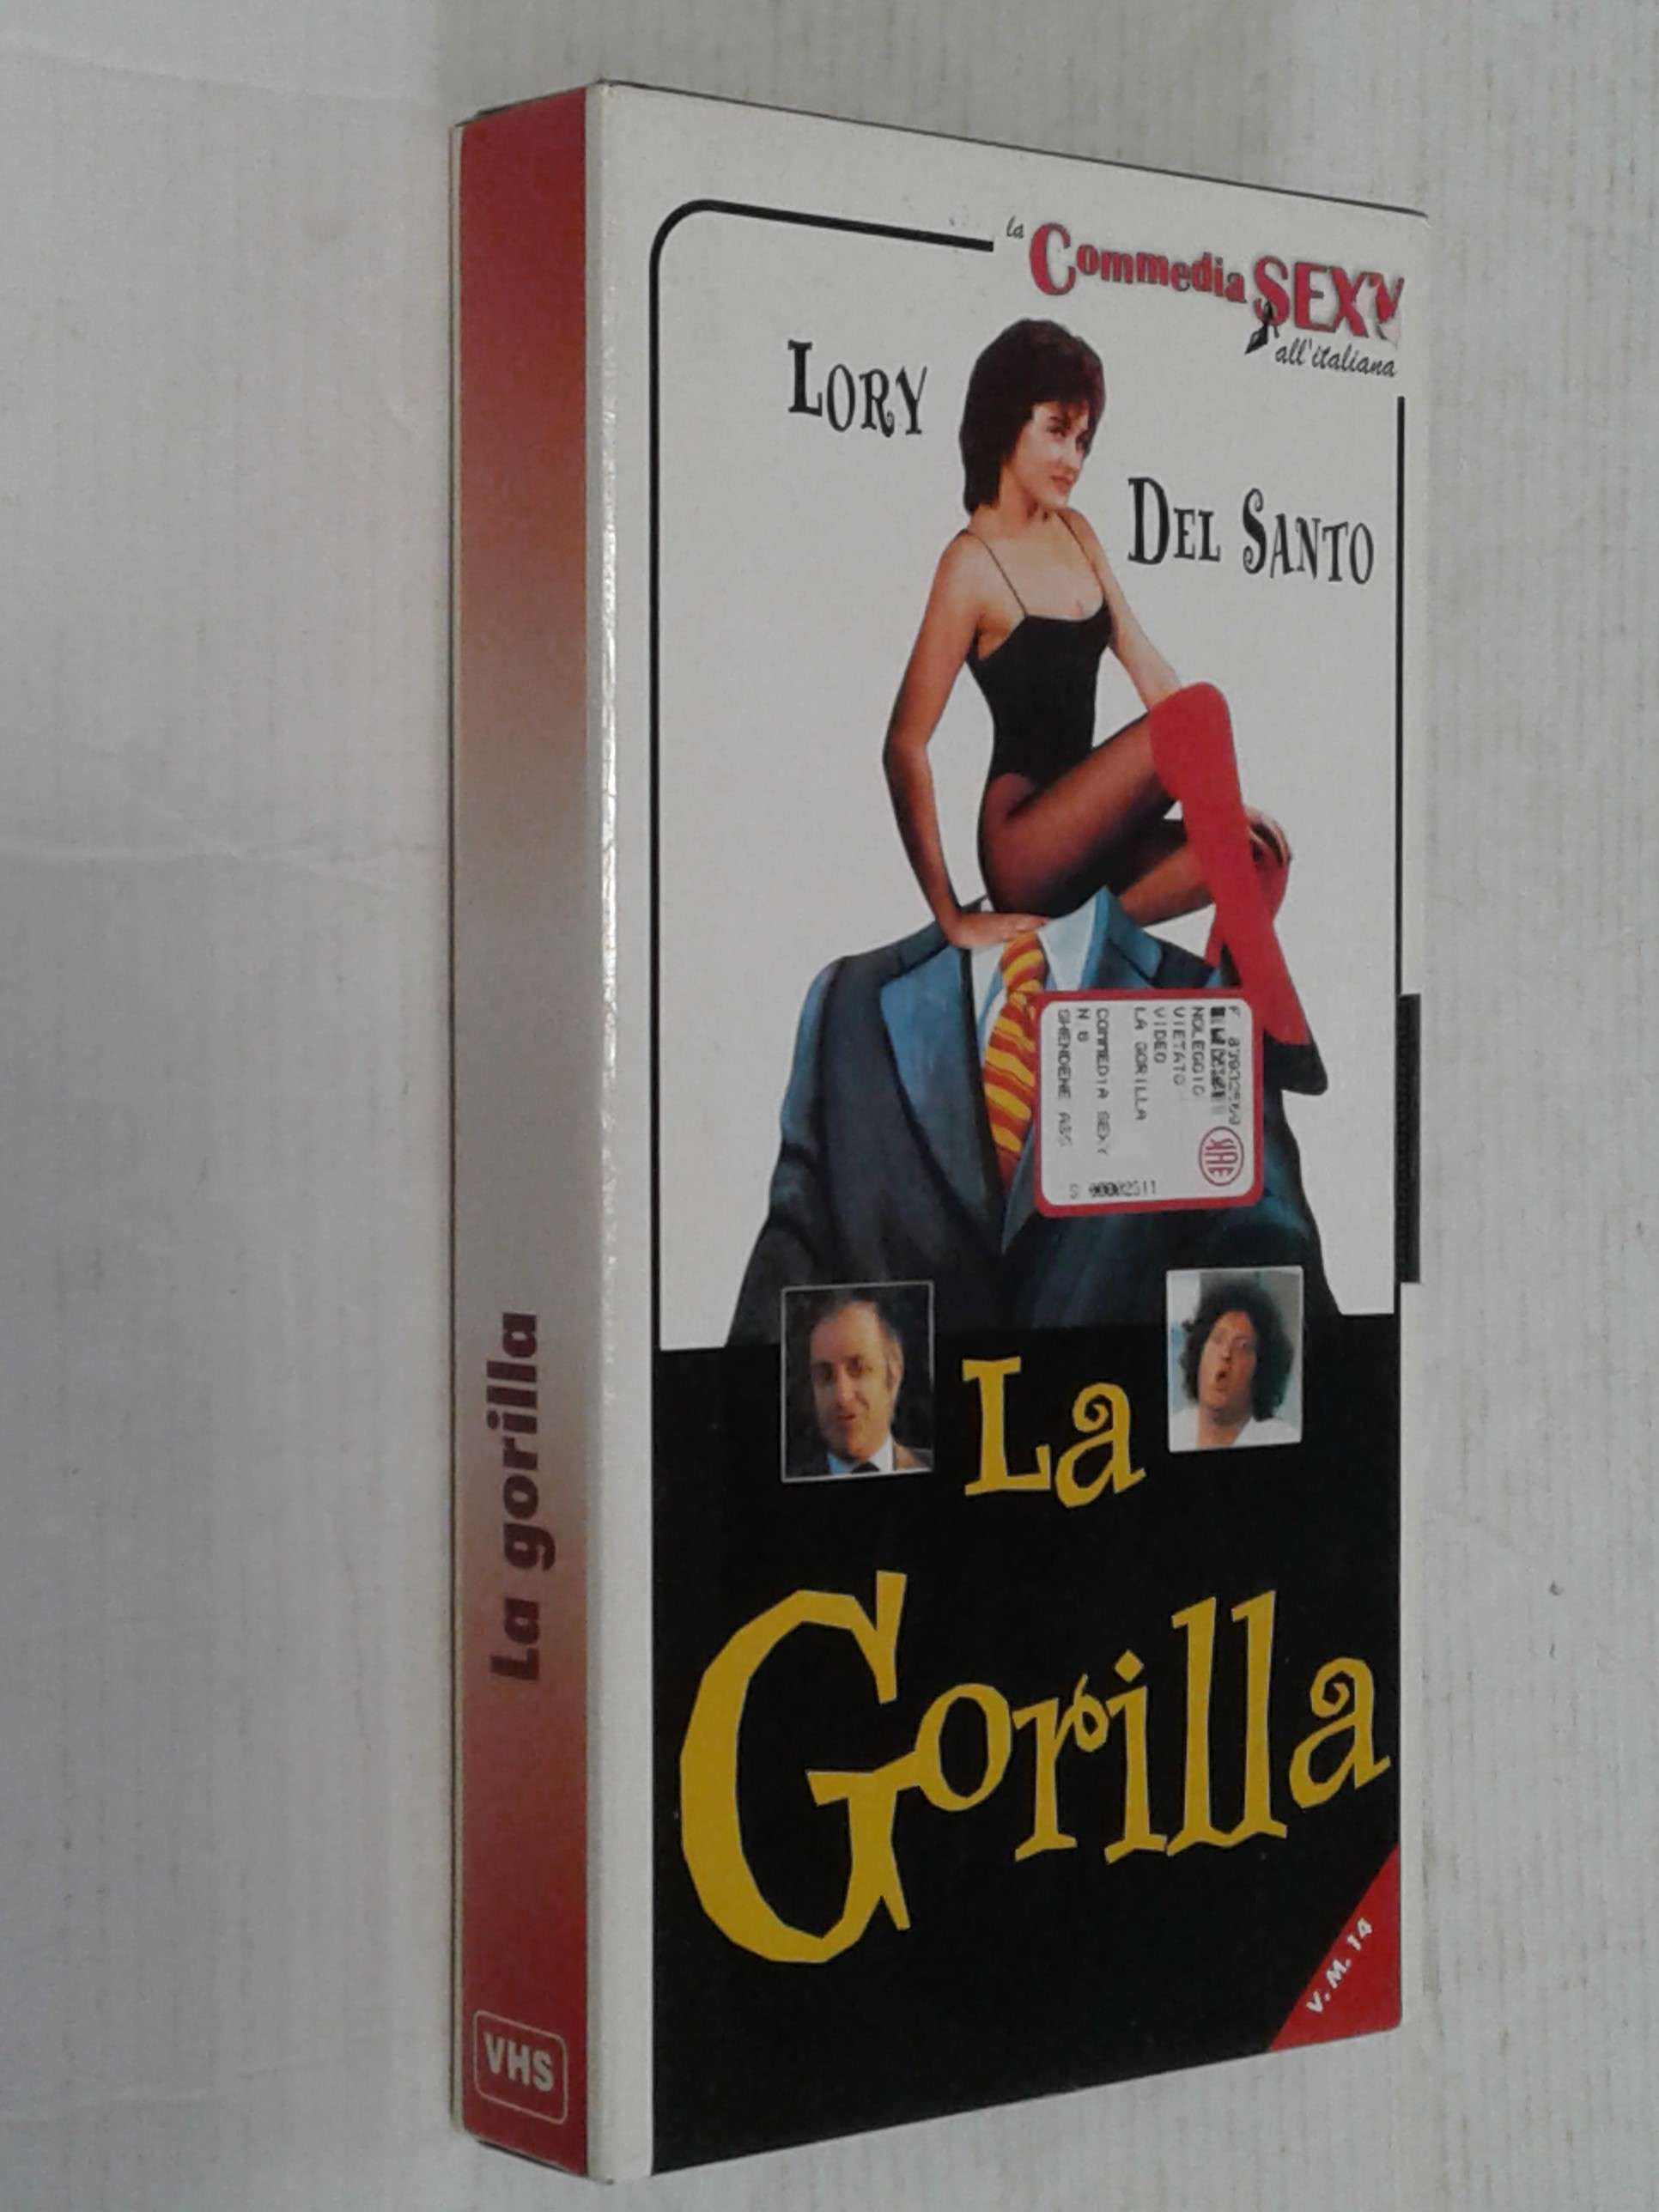 la
Commedia SEXY
all'italiana
LORY
DEL SANTO
NOLEGGIO
VIETATO
VIDEO
LA GORILLA
COMMEDIA SEXY
N 6
SIAE
La
Gorilla
V.M. 14
La gorilla
VHS